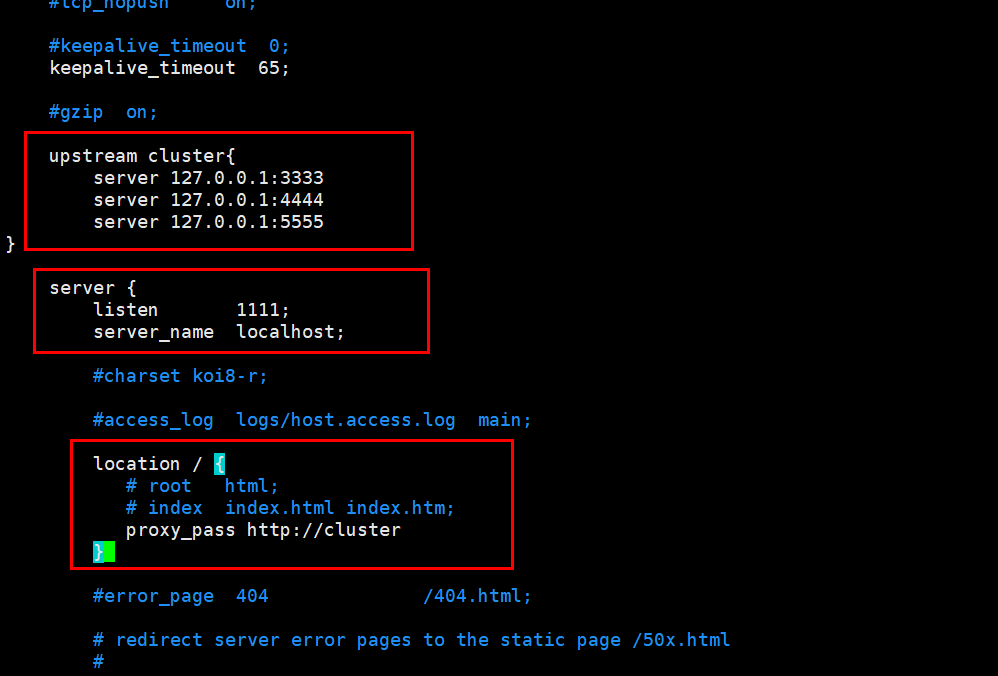 #tcp_nopush     on;
#keepalive_timeout  0;
keepalive_timeout  65;
#gzip  on;
upstream cluster{
server 127.0.0.1:3333
server 127.0.0.1:4444
server 127.0.0.1:5555
}
server {
listen       1111;
server_name  localhost;
#charset koi8-r;
#access_log  logs/host.access.log  main;
location / {
# root   html;
# index  index.html index.htm;
proxy_pass http://cluster
}
#error_page  404              /404.html;
# redirect server error pages to the static page /50x.html
#